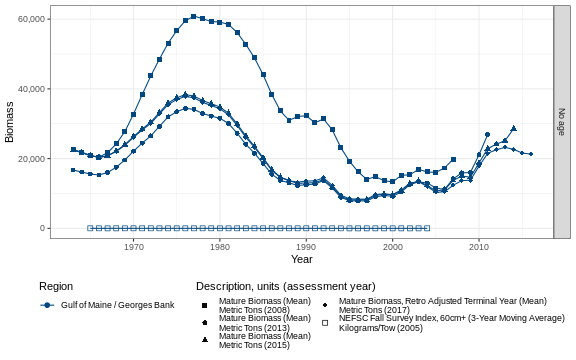 60,000
40,000
20,000
0
Biomass
No age
1970
1980
1990
2000
2010
Year
Region
Gulf of Maine / Georges Bank
Description, units (assessment year)
Mature Biomass (Mean)
Metric Tons (2008)
Mature Biomass (Mean)
Metric Tons (2013)
Mature Biomass (Mean)
Metric Tons (2015)
Mature Biomass, Retro Adjusted Terminal Year (Mean)
Metric Tons (2017)
NEFSC Fall Survey Index, 60cm+ (3-Year Moving Average)
Kilograms/Tow (2005)